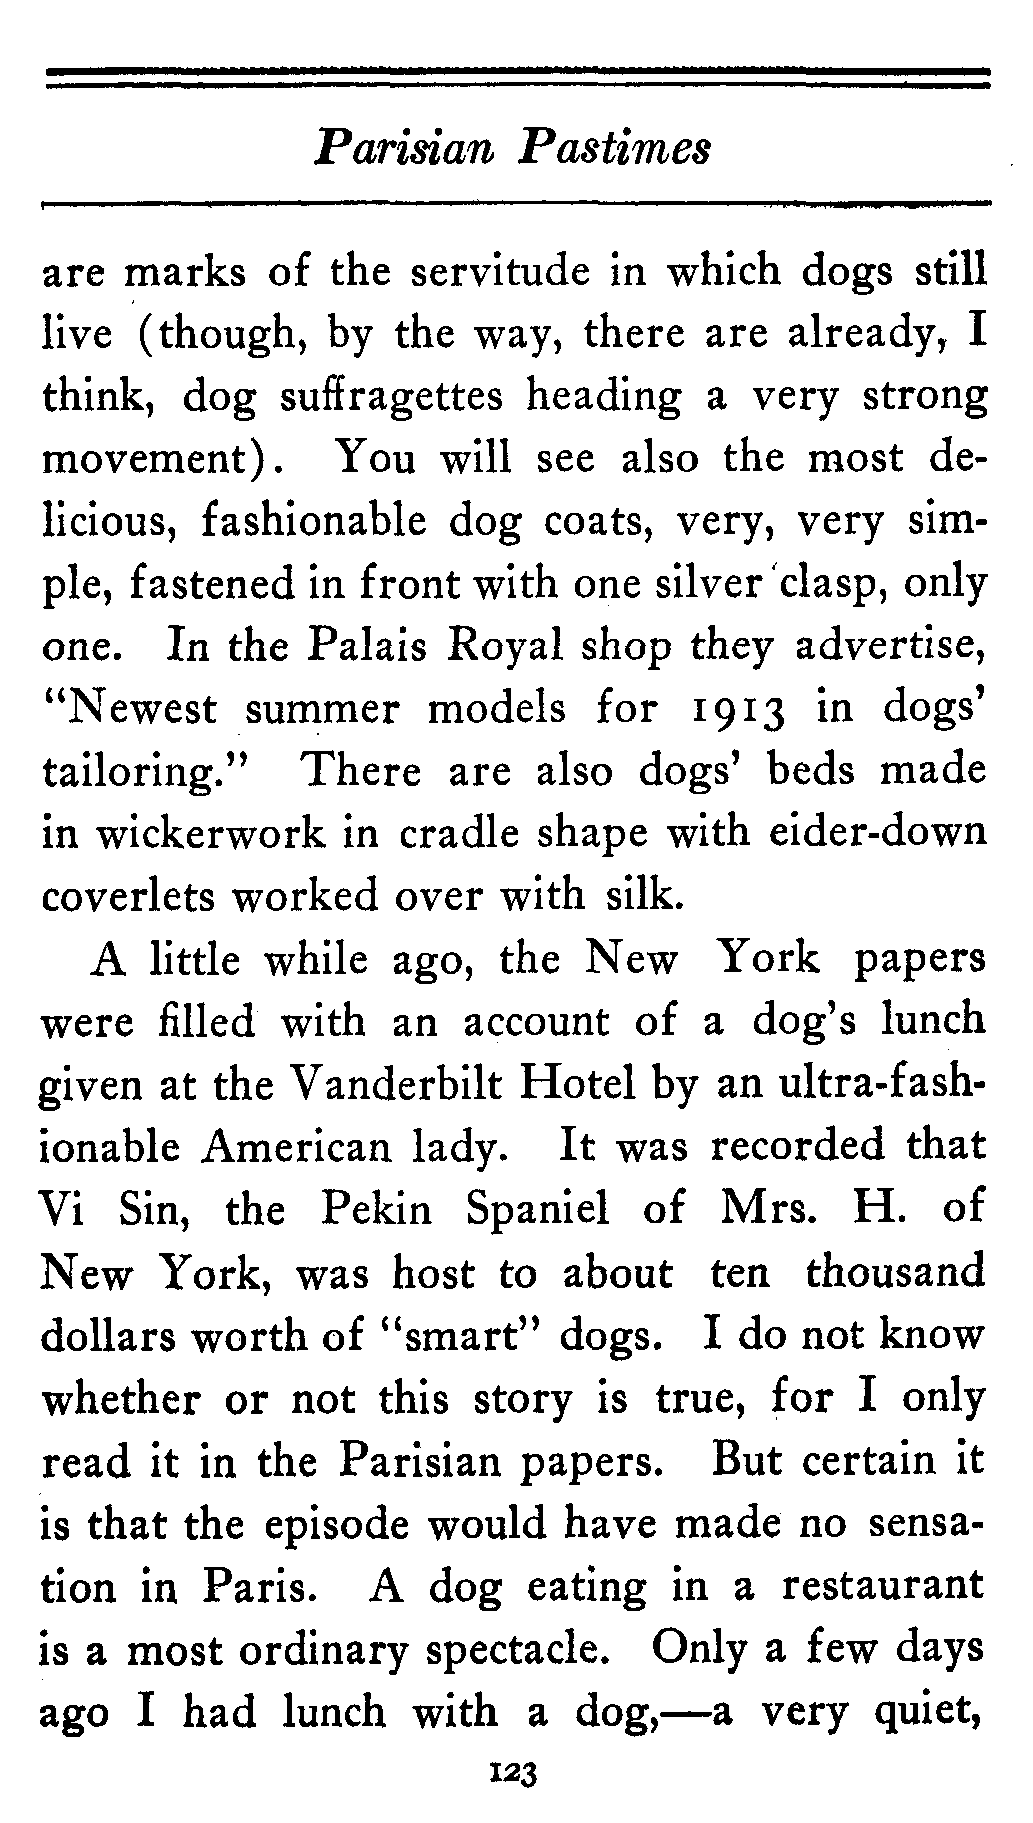 Parisian Pastimes
are marks of the servitude in which dogs still
live (though, by the way, there are already, I
think, dog suffragettes heading a very strong
movement). You will see also the most de-
licious, fashionable dog coats, very, very sim-
ple, fastened in front with one silver clasp, only
one. In the Palais Royal shop they advertise,
“Newest summer models for 1913 in dogs’
tailoring.” There are also dogs’ beds made
in wickerwork in cradle shape with eider-down
coverlets worked over with silk.
A little while ago, the New York papers
were filled with an account of a dog’s lunch
given at the Vanderbilt Hotel by an ultra-fash-
ionable American lady. It was recorded that
Vi Sin, the Pekin Spaniel of Mrs. H. of
New York, was host to about ten thousand
dollars worth of “smart” dogs. I do not know
whether or not this story is true, for I only
read it in the Parisian papers. But certain it
is that the episode would have made no sensa-
tion in Paris. A dog eating in a restaurant
is a most ordinary spectacle. Only a few days
ago I had lunch with a dog,—a very quiet,
123